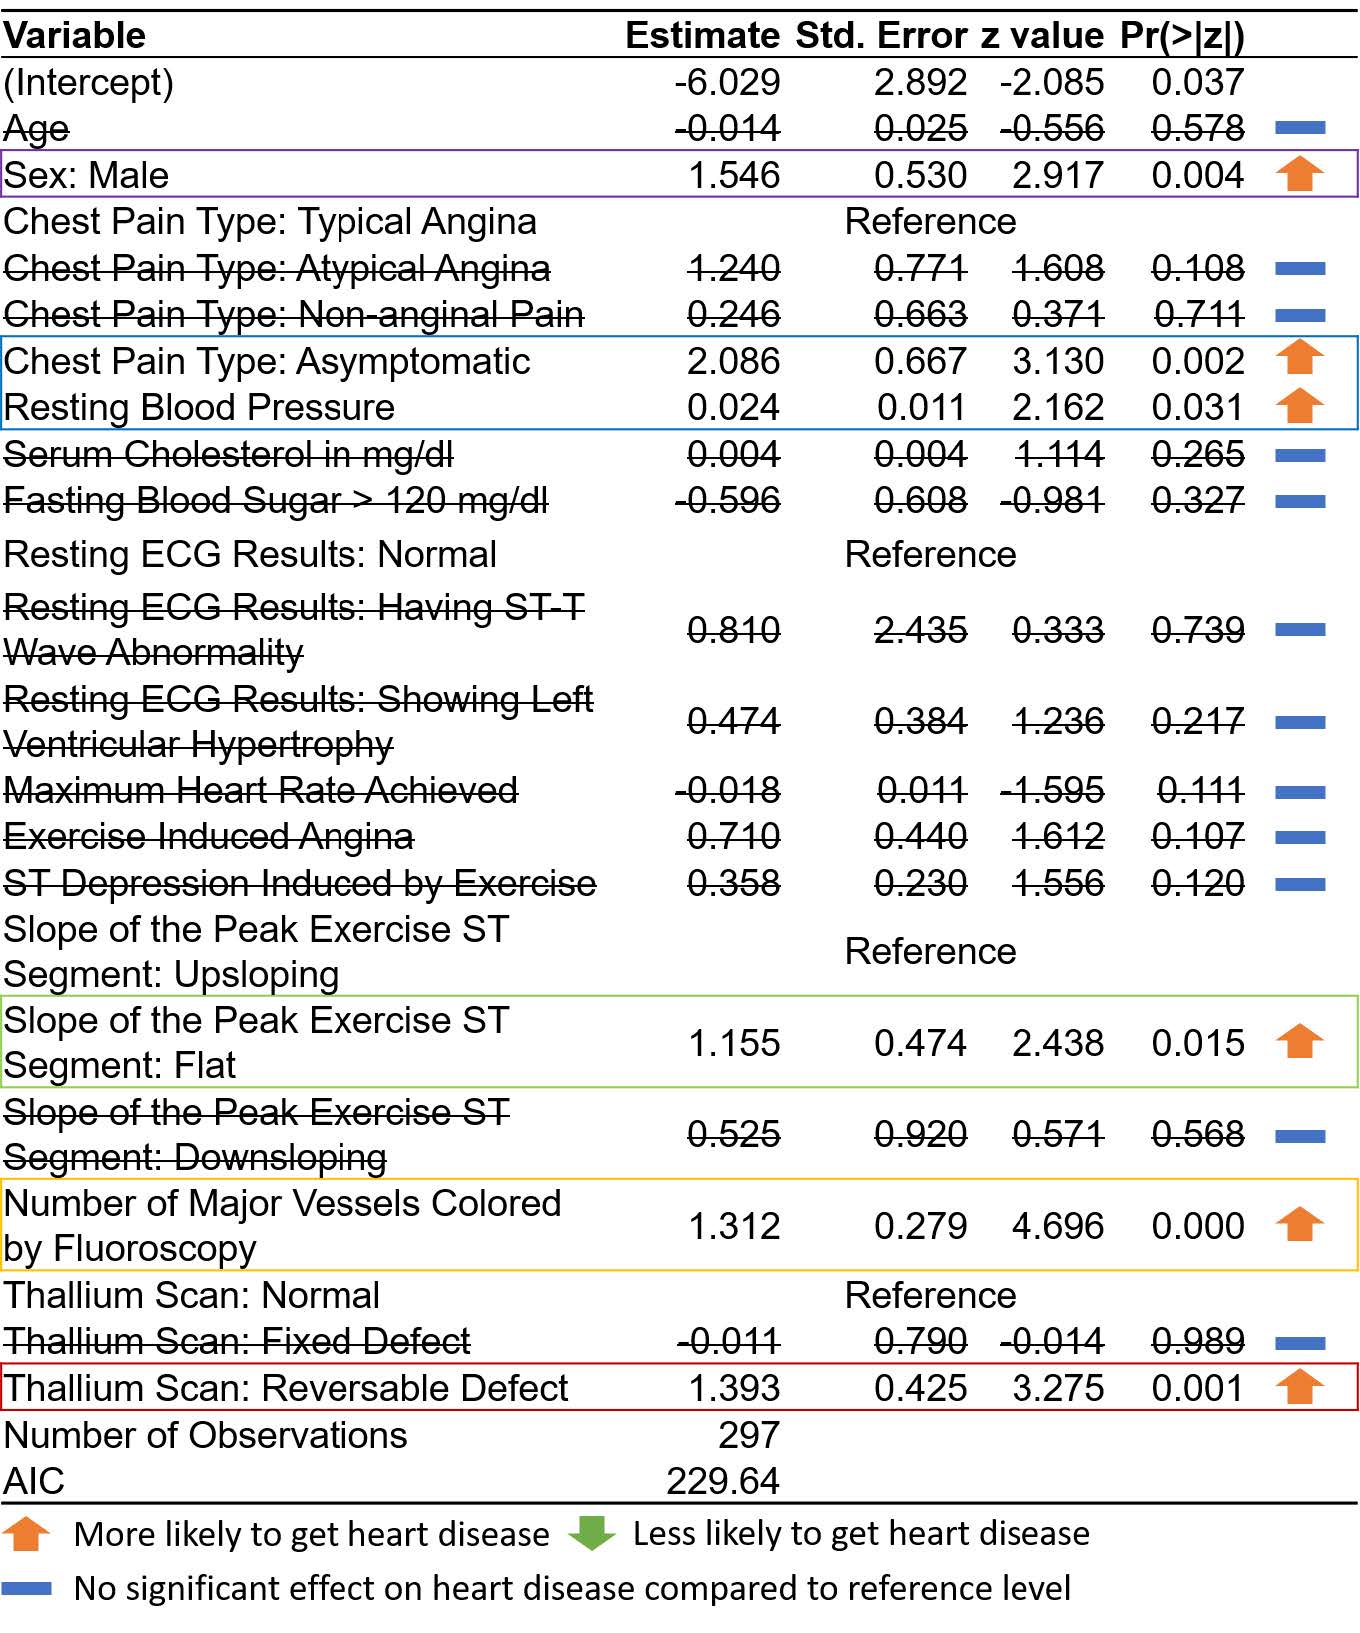 Variable Estimate Std. Error z value Pr(>|z|)
(Intercept) -6.029 2.892 -2.085 0.037
Age -0.014 0.025 -0.556 0.578
Sex: Male 1.546 0.530 2.917 0.004
Chest Pain Type: Typical Angina Reference
Chest Pain Type: Atypical Angina 1.240 0.771 1.608 0.108
Chest Pain Type: Non-anginal Pain 0.246 0.663 0.371 0.711
Chest Pain Type: Asymptomatic 2.086 0.667 3.130 0.002
Resting Blood Pressure 0.024 0.011 2.162 0.031
Serum Cholesterol in mg/dl 0.004 0.004 1.114 0.265
Fasting Blood Sugar > 120 mg/dl -0.596 0.608 -0.981 0.327
Resting ECG Results: Normal Reference
Resting ECG Results: Having ST-T
Wave Abnormality 0.810 2.435 0.333 0.739
Resting ECG Results: Showing Left
Ventricular Hypertrophy 0.474 0.384 1.236 0.217
Maximum Heart Rate Achieved -0.018 0.011 -1.595 0.111
Exercise Induced Angina 0.710 0.440 1.612 0.107
ST Depression Induced by Exercise 0.358 0.230 1.556 0.120
Slope of the Peak Exercise ST
Segment: Upsloping Reference
Slope of the Peak Exercise ST
Segment: Flat 1.155 0.474 2.438 0.015
Slope of the Peak Exercise ST
Segment: Downsloping 0.525 0.920 0.571 0.568
Number of Major Vessels Colored
by Fluoroscopy 1.312 0.279 4.696 0.000
Thallium Scan: Normal Reference
Thallium Scan: Fixed Defect -0.011 0.790 -0.014 0.989
Thallium Scan: Reversable Defect 1.393 0.425 3.275 0.001
Number of Observations 297
AIC 229.64
More likely to get heart disease Less likely to get heart disease
No significant effect on heart disease compared to reference level